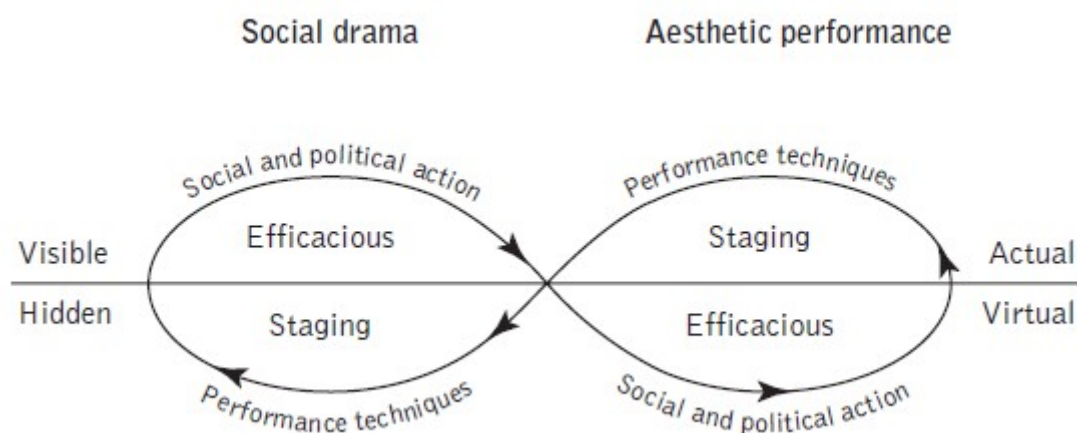 Social drama
Aesthetic performance
Social and political action
Performance techniques
Efficacious
Staging
Visible
Actual
Hidden
Virtual
Staging
Efficacious
Performance techniques
Social and political action